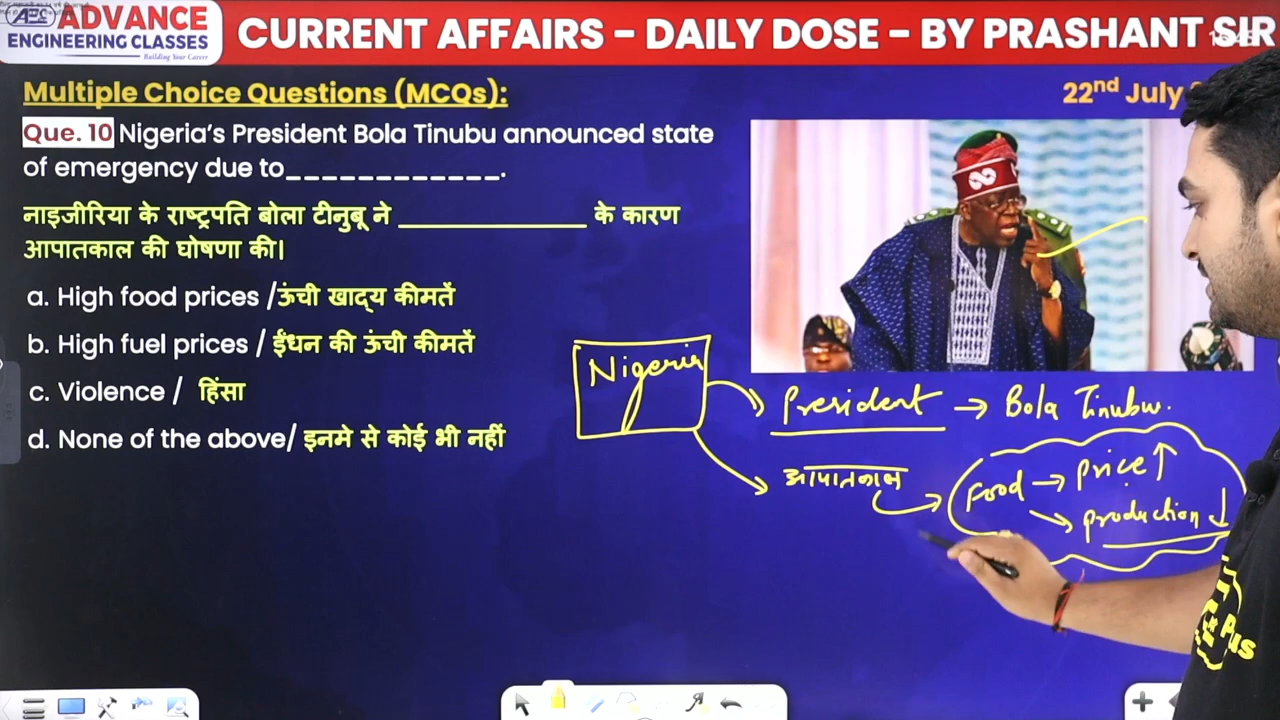 AEC ADVANCE
ENGINEERING CLASSES
Building Your Career
CURRENT AFFAIRS - DAILY DOSE - BY PRASHANT SIR
Multiple Choice Questions (MCQs):
22nd July
Que. 10 Nigeria's President Bola Tinubu announced state
of emergency due to____________.
नाइजीरिया के राष्ट्रपति बोला टीनुबू ने ______________ के कारण
आपातकाल की घोषणा की।
a. High food prices /ऊंची खाद्य कीमतें
b. High fuel prices / ईंधन की ऊंची कीमतें
c. Violence / हिंसा
d. None of the above/ इनमे से कोई भी नहीं
Nigeria
President → Bola Tinubu.
आपातकाल
Food → Price ↑
→ production ↓